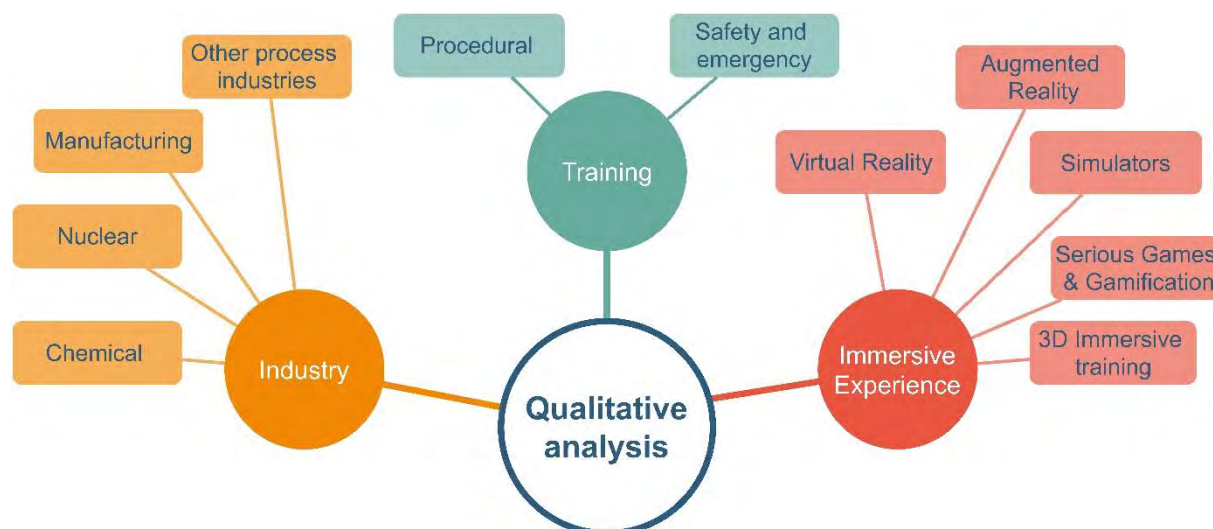 Other process
industries
Manufacturing
Nuclear
Chemical
Industry
Procedural
Safety and
emergency
Training
Augmented
Reality
Virtual Reality
Simulators
Serious Games
& Gamification
3D Immersive
training
Immersive
Experience
Qualitative
analysis